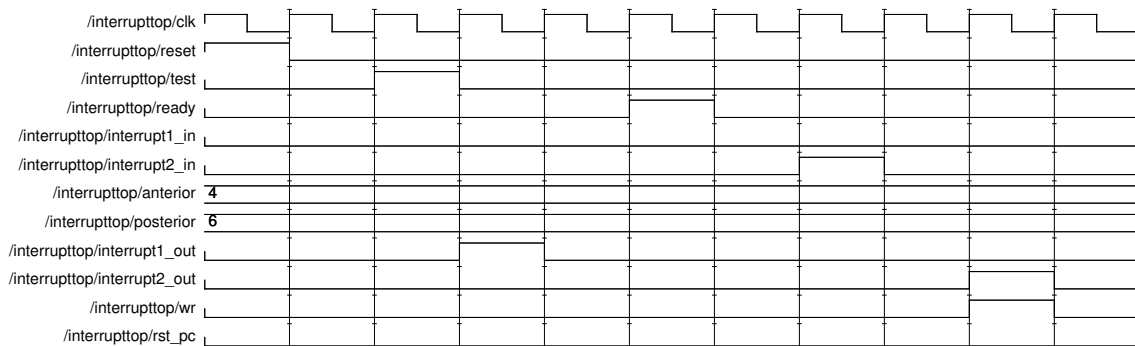 /interrupttop/clk
/interrupttop/reset
/interrupttop/test
/interrupttop/ready
/interrupttop/interrupt1_in
/interrupttop/interrupt2_in
/interrupttop/anterior 4
/interrupttop/posterior 6
/interrupttop/interrupt1_out
/interrupttop/interrupt2_out
/interrupttop/wr
/interrupttop/rst_pc